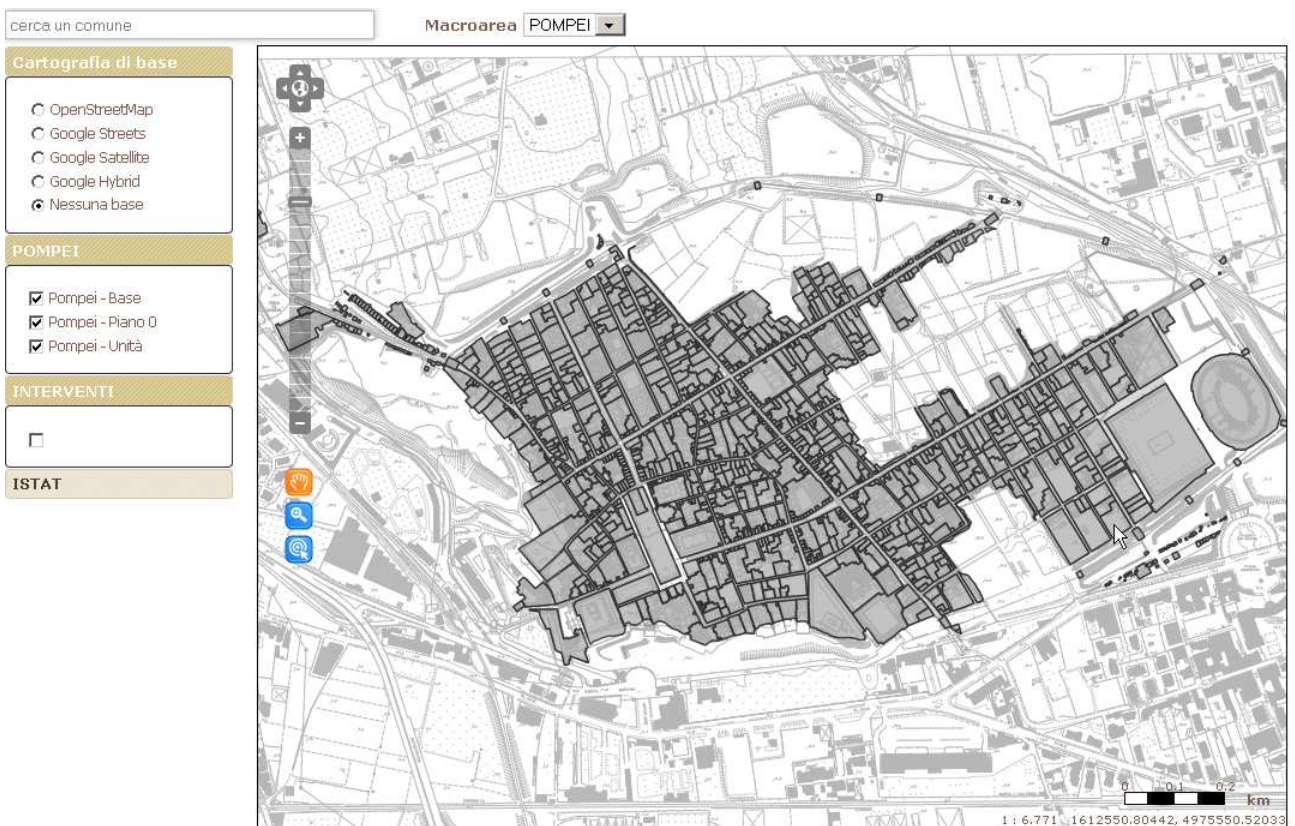 cerca un comune
Macroarea POMPEI
Cartografia di base
OpenStreetMap
Google Streets
Google Satellite
Google Hybrid
Nessuna base
POMPEI
Pompei - Base
Pompei - Piano 0
Pompei - Unità
INTERVENTI
ISTAT
0 0.1 0.2
km
1 : 6.771 1612550.80442, 4975550.52033